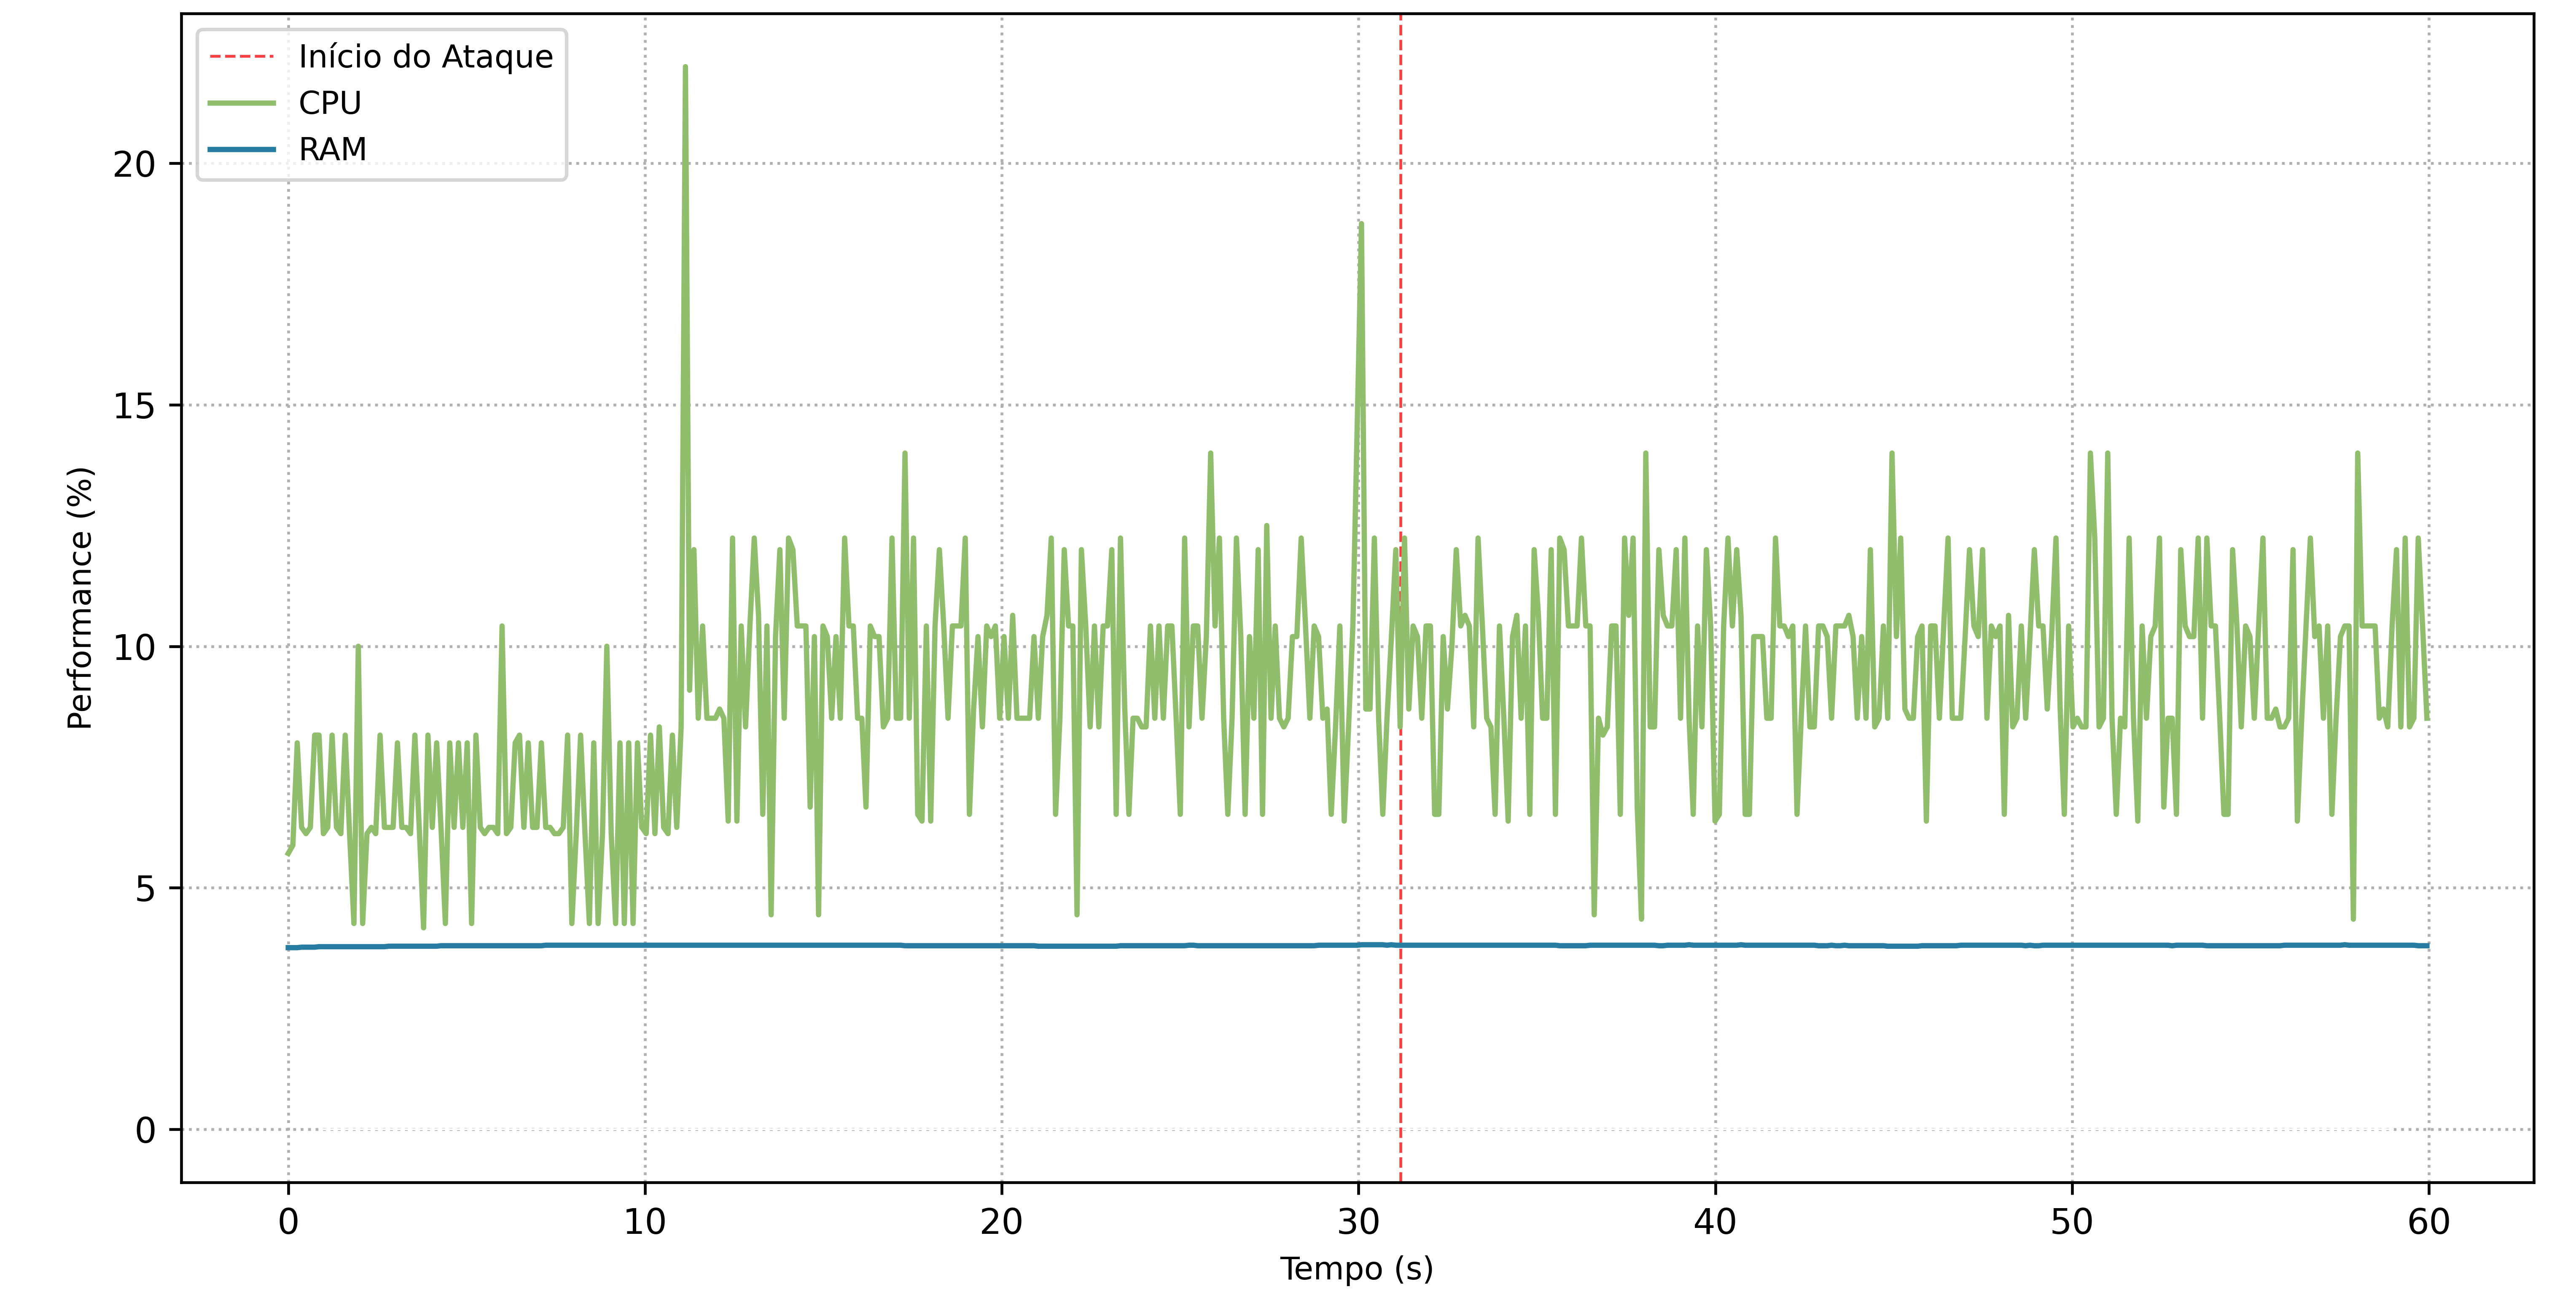 Início do Ataque
CPU
RAM
20
15
10
5
0
Performance (%)
0 10 20 30 40 50 60
Tempo (s)